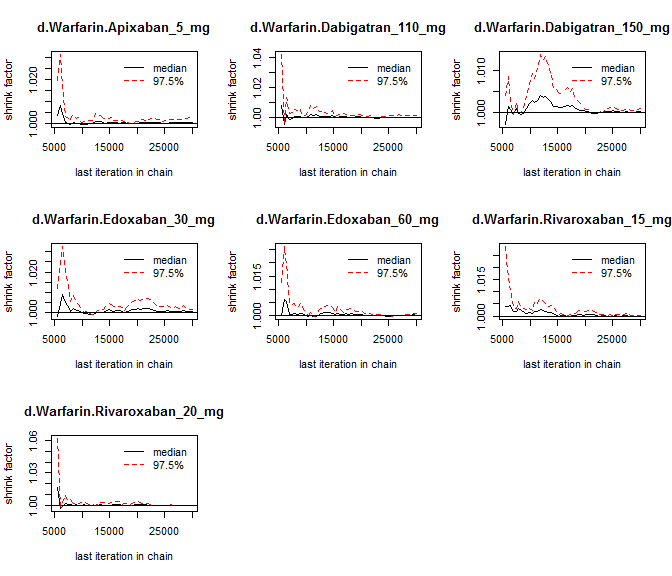 d.Warfarin.Apixaban_5_mg
shrink factor
1.000
1.020
median
97.5%
5000
15000
25000
last iteration in chain
d.Warfarin.Dabigatran_110_mg
shrink factor
1.00
1.02
1.04
median
97.5%
5000
15000
25000
last iteration in chain
d.Warfarin.Dabigatran_150_mg
shrink factor
1.000
1.010
median
97.5%
5000
15000
25000
last iteration in chain
d.Warfarin.Edoxaban_30_mg
shrink factor
1.000
1.020
median
97.5%
5000
15000
25000
last iteration in chain
d.Warfarin.Edoxaban_60_mg
shrink factor
1.000
1.015
median
97.5%
5000
15000
25000
last iteration in chain
d.Warfarin.Rivaroxaban_15_mg
shrink factor
1.000
1.015
median
97.5%
5000
15000
25000
last iteration in chain
d.Warfarin.Rivaroxaban_20_mg
shrink factor
1.00
1.03
1.06
median
97.5%
5000
15000
25000
last iteration in chain